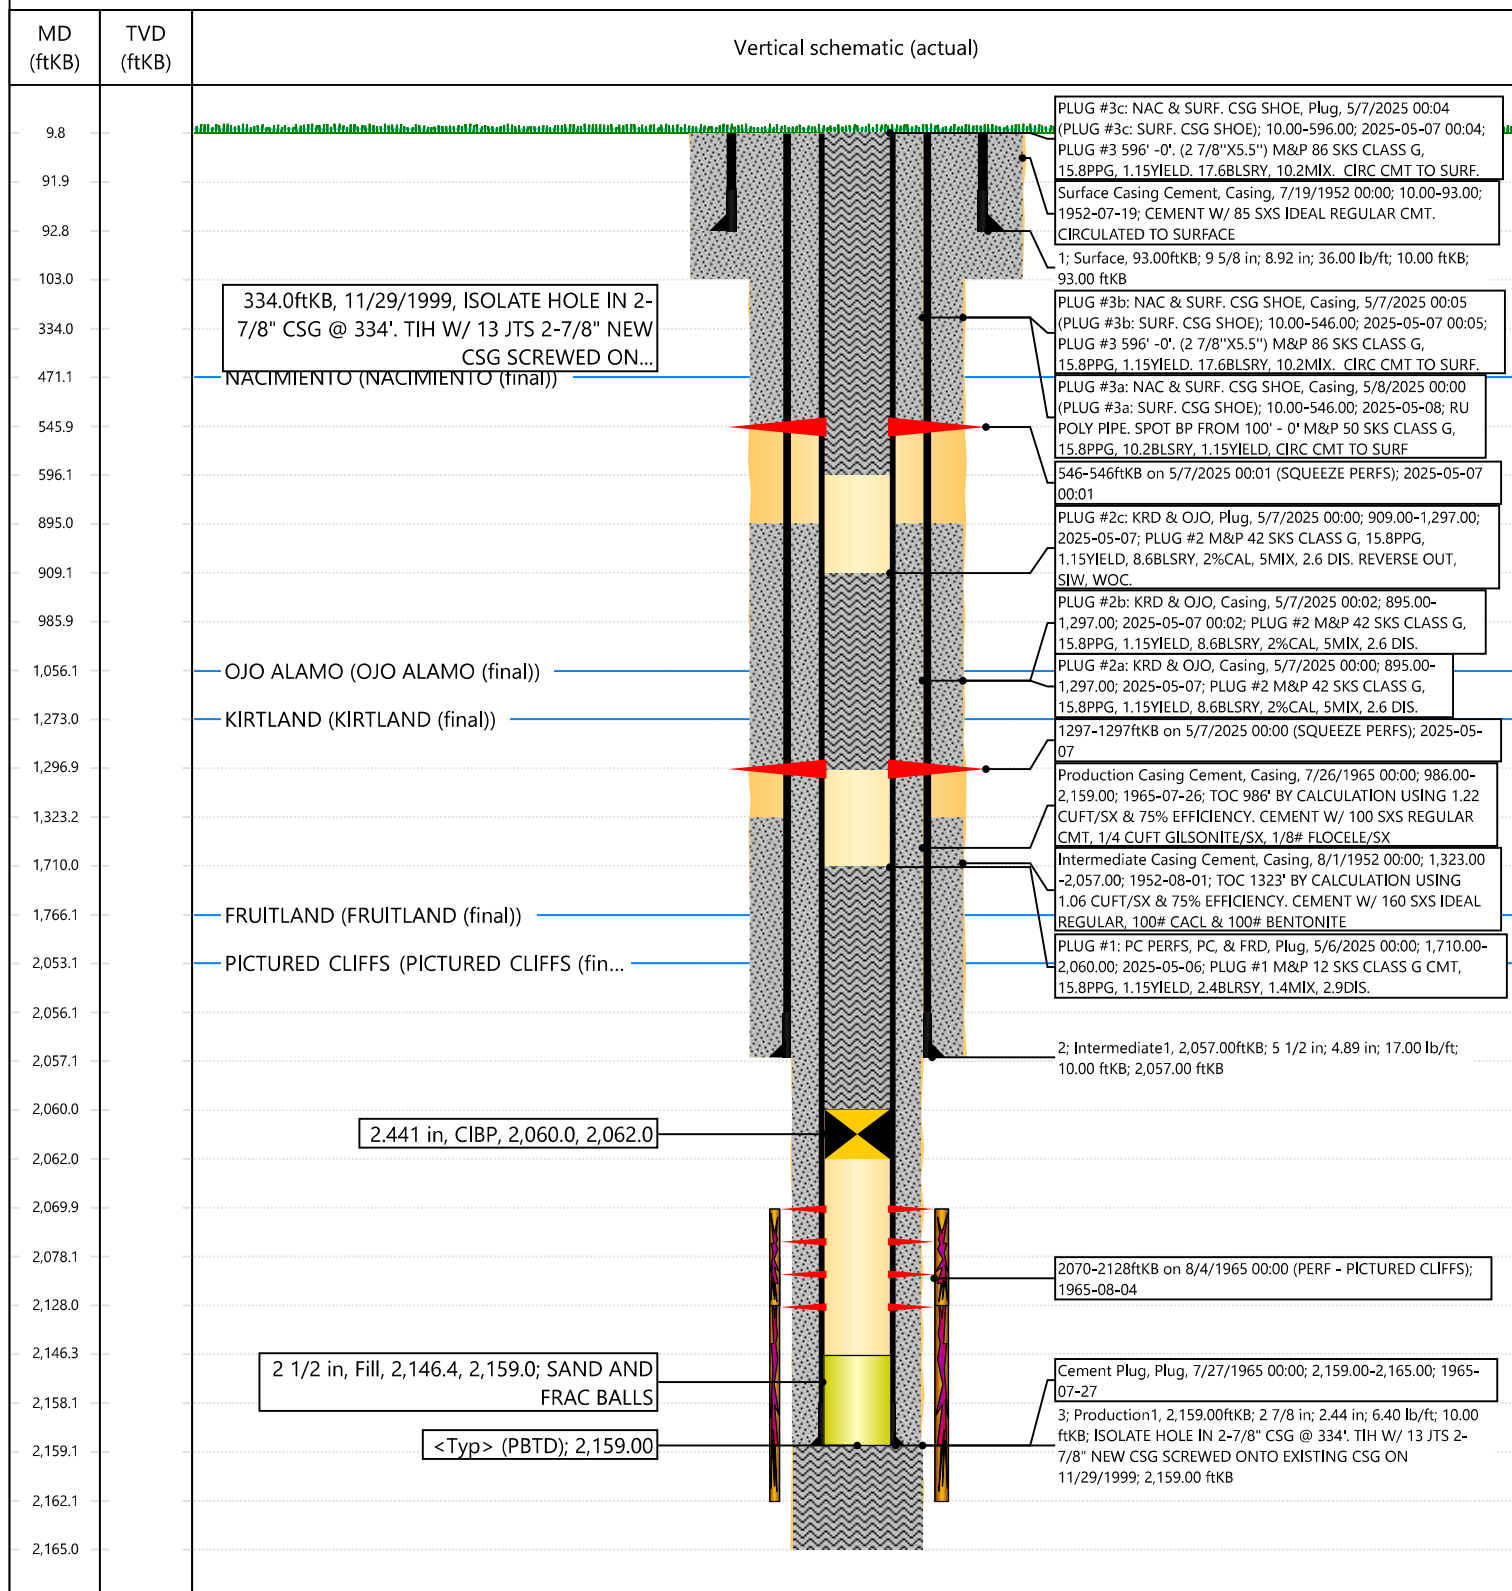 MD
(ftKB)
TVD
(ftKB)
Vertical schematic (actual)
9.8
91.9
92.8
103.0
334.0
471.1
545.9
596.1
895.0
909.1
985.9
1,056.1
1,273.0
1,296.9
1,323.2
1,710.0
1,766.1
2,053.1
2,056.1
2,057.1
2,060.0
2,062.0
2,069.9
2,078.1
2,128.0
2,146.3
2,158.1
2,159.1
2,162.1
2,165.0
334.0ftKB, 11/29/1999, ISOLATE HOLE IN 2-
7/8" CSG @ 334'. TIH W/ 13 JTS 2-7/8" NEW
CSG SCREWED ON...
NACIMIENTO (NACIMIENTO (final))
OJO ALAMO (OJO ALAMO (final))
KIRTLAND (KIRTLAND (final))
FRUITLAND (FRUITLAND (final))
PICTURED CLIFFS (PICTURED CLIFFS (fin...
2.441 in, CIBP, 2,060.0, 2,062.0
2 1/2 in, Fill, 2,146.4, 2,159.0; SAND AND
FRAC BALLS
<Typ> (PBTD); 2,159.00
PLUG #3c: NAC & SURF. CSG SHOE, Plug, 5/7/2025 00:04
(PLUG #3c: SURF. CSG SHOE); 10.00-596.00; 2025-05-07 00:04;
PLUG #3 596' -0'. (2 7/8"X5.5") M&P 86 SKS CLASS G,
15.8PPG, 1.15YIELD. 17.6BLSRY, 10.2MIX.  CIRC CMT TO SURF.
Surface Casing Cement, Casing, 7/19/1952 00:00; 10.00-93.00;
1952-07-19; CEMENT W/ 85 SXS IDEAL REGULAR CMT.
CIRCULATED TO SURFACE
1; Surface, 93.00ftKB; 9 5/8 in; 8.92 in; 36.00 lb/ft; 10.00 ftKB;
93.00 ftKB
PLUG #3b: NAC & SURF. CSG SHOE, Casing, 5/7/2025 00:05
(PLUG #3b: SURF. CSG SHOE); 10.00-546.00; 2025-05-07 00:05;
PLUG #3 596' -0'. (2 7/8"X5.5") M&P 86 SKS CLASS G,
15.8PPG, 1.15YIELD. 17.6BLSRY, 10.2MIX.  CIRC CMT TO SURF.
PLUG #3a: NAC & SURF. CSG SHOE, Casing, 5/8/2025 00:00
(PLUG #3a: SURF. CSG SHOE); 10.00-546.00; 2025-05-08; RU
POLY PIPE. SPOT BP FROM 100' - 0' M&P 50 SKS CLASS G,
15.8PPG, 10.2BLSRY, 1.15YIELD, CIRC CMT TO SURF
546-546ftKB on 5/7/2025 00:01 (SQUEEZE PERFS); 2025-05-07
00:01
PLUG #2c: KRD & OJO, Plug, 5/7/2025 00:00; 909.00-1,297.00;
2025-05-07; PLUG #2 M&P 42 SKS CLASS G, 15.8PPG,
1.15YIELD, 8.6BLSRY, 2%CAL, 5MIX, 2.6 DIS. REVERSE OUT,
SIW, WOC.
PLUG #2b: KRD & OJO, Casing, 5/7/2025 00:02; 895.00-
1,297.00; 2025-05-07 00:02; PLUG #2 M&P 42 SKS CLASS G,
15.8PPG, 1.15YIELD, 8.6BLSRY, 2%CAL, 5MIX, 2.6 DIS.
PLUG #2a: KRD & OJO, Casing, 5/7/2025 00:00; 895.00-
1,297.00; 2025-05-07; PLUG #2 M&P 42 SKS CLASS G,
15.8PPG, 1.15YIELD, 8.6BLSRY, 2%CAL, 5MIX, 2.6 DIS.
1297-1297ftKB on 5/7/2025 00:00 (SQUEEZE PERFS); 2025-05-
07
Production Casing Cement, Casing, 7/26/1965 00:00; 986.00-
2,159.00; 1965-07-26; TOC 986' BY CALCULATION USING 1.22
CUFT/SX & 75% EFFICIENCY. CEMENT W/ 100 SXS REGULAR
CMT, 1/4 CUFT GILSONITE/SX, 1/8# FLOCELE/SX
Intermediate Casing Cement, Casing, 8/1/1952 00:00; 1,323.00
-2,057.00; 1952-08-01; TOC 1323' BY CALCULATION USING
1.06 CUFT/SX & 75% EFFICIENCY. CEMENT W/ 160 SXS IDEAL
REGULAR, 100# CACL & 100# BENTONITE
PLUG #1: PC PERFS, PC, & FRD, Plug, 5/6/2025 00:00; 1,710.00-
2,060.00; 2025-05-06; PLUG #1 M&P 12 SKS CLASS G CMT,
15.8PPG, 1.15YIELD, 2.4BLRSY, 1.4MIX, 2.9DIS.
2; Intermediate1, 2,057.00ftKB; 5 1/2 in; 4.89 in; 17.00 lb/ft;
10.00 ftKB; 2,057.00 ftKB
2070-2128ftKB on 8/4/1965 00:00 (PERF - PICTURED CLIFFS);
1965-08-04
Cement Plug, Plug, 7/27/1965 00:00; 2,159.00-2,165.00; 1965-
07-27
3; Production1, 2,159.00ftKB; 2 7/8 in; 2.44 in; 6.40 lb/ft; 10.00
ftKB; ISOLATE HOLE IN 2-7/8" CSG @ 334'. TIH W/ 13 JTS 2-
7/8" NEW CSG SCREWED ONTO EXISTING CSG ON
11/29/1999; 2,159.00 ftKB